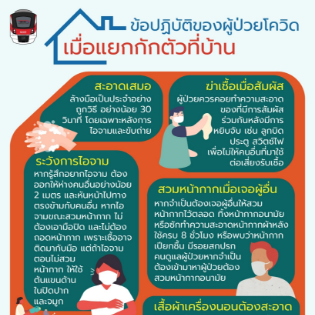 ข้อปฏิบัติของผู้ป่วยโควิด
เมื่อแยกกักตัวที่บ้าน
สะอาดเสมอ
ล้างมือเป็นประจำอย่าง
ถูกวิธี อย่างน้อย 30
วินาที โดยเฉพาะหลังการ
ไอจามและขับถ่าย
ฆ่าเชื้อเมื่อสัมผัส
ผู้ป่วยควรคอยทำความสะอาด
ของที่มีการสัมผัส
ร่วมกันหลังมีการ
หยิบจับ เช่น ลูกบิด
ประตู สวิตช์ไฟ
เพื่อไม่ให้คนอื่นที่มาใช้
ต่อเสี่ยงรับเชื้อ
ระวังการไอจาม
หากรู้สึกอยากไอจาม ต้อง
ออกให้ห่างคนอื่นอย่างน้อย
2 เมตร และหันหน้าไปทาง
ตรงข้ามกับคนอื่น หากไอ
จามขณะสวมหน้ากาก ไม่
ต้องเอามือปิด และไม่ต้อง
ถอดหน้ากาก เพราะเชื้ออาจ
ติดมากับมือ แต่ถ้าไอจาม
ตอนไม่สวม
หน้ากาก ให้ใช้
ต้นแขนด้าน
ในปิดปาก
และจมูก
สวมหน้ากากเมื่อเจอผู้อื่น
หากจำเป็นต้องเจอผู้อื่นให้สวม
หน้ากากไว้ตลอด ทิ้งหน้ากากอนามัย
หรือซักทำความสะอาดหน้ากากผ้าหลัง
ใช้ครบ 8 ชั่วโมง หรือพบว่าหน้ากาก
เปียกชื้น มีรอยสกปรก
คนดูแลผู้ป่วยหากจำเป็น
ต้องเข้ามาหาผู้ป่วยต้อง
สวมหน้ากากอนามัย
เสื้อผ้าเครื่องนอนต้องสะอาด